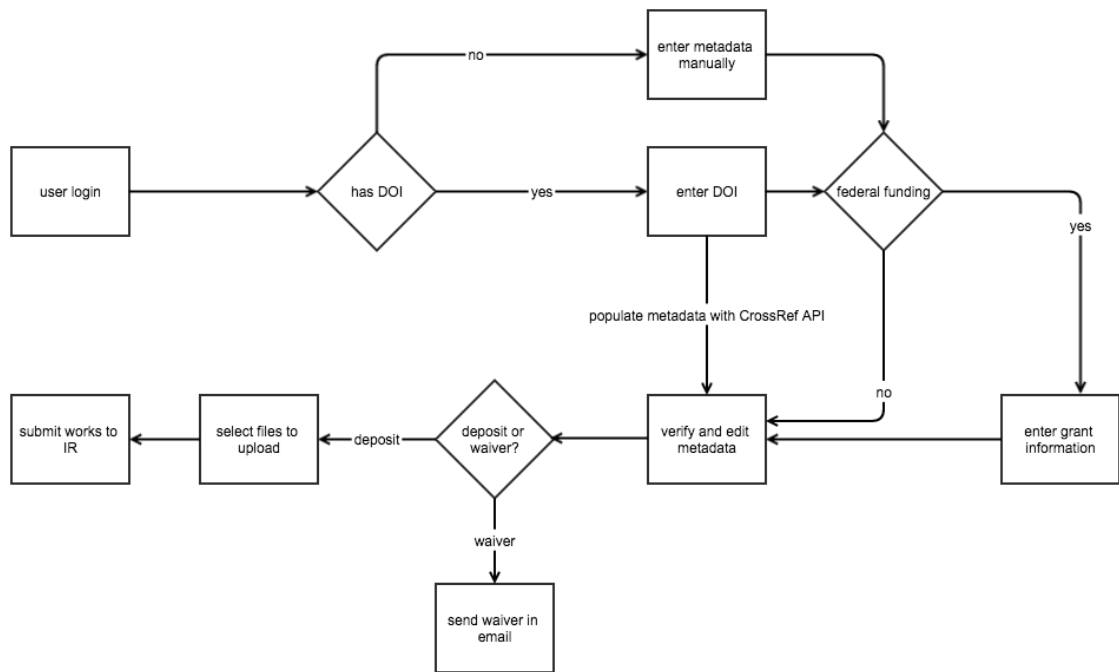 no
enter metadata
manually
user login
has DOI
yes
enter DOI
federal funding
yes
populate metadata with CrossRef API
no
submit works to
IR
select files to
upload
deposit
deposit or
waiver?
verify and edit
metadata
enter grant
information
waiver
send waiver in
email